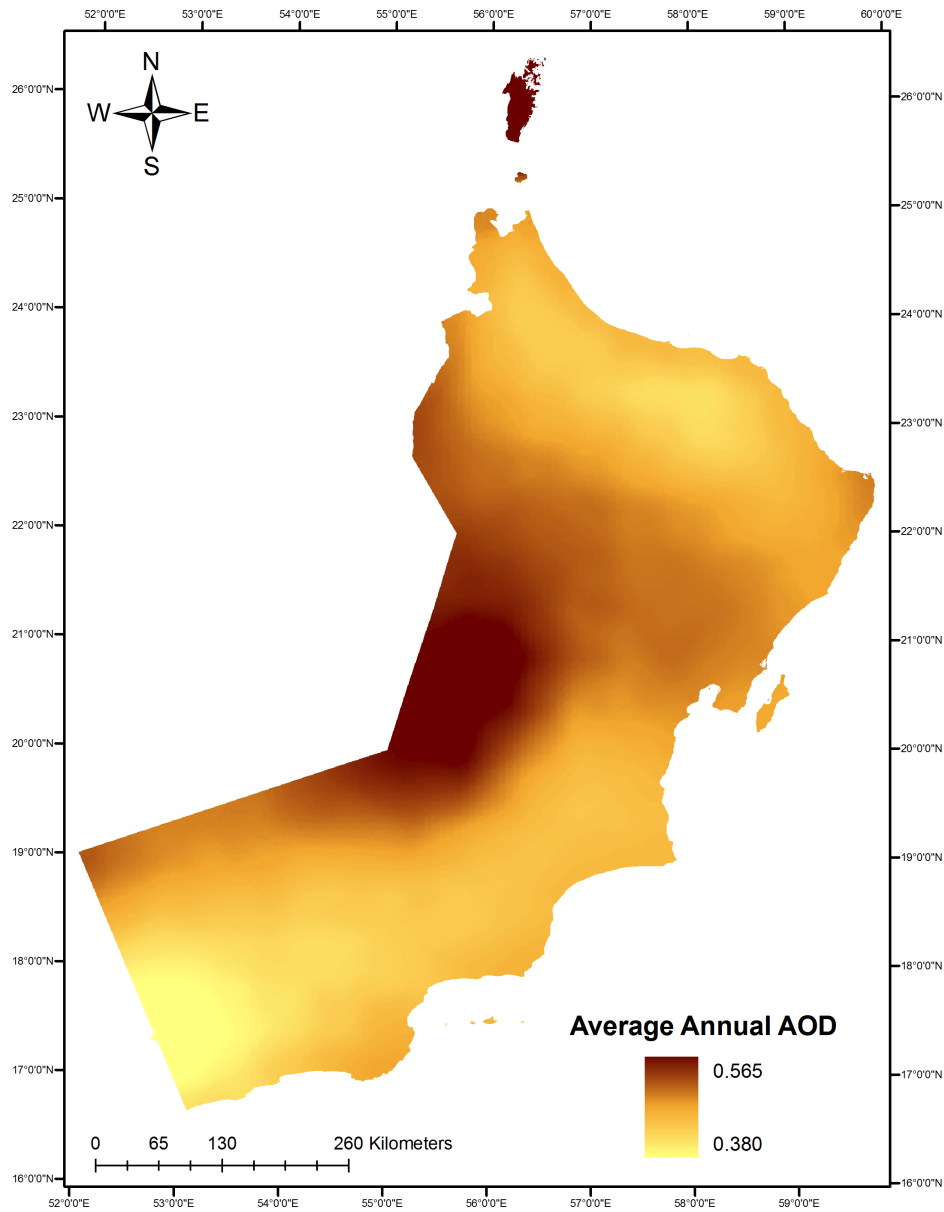 52°0'0"E 53°0'0"E 54°0'0"E 55°0'0"E 56°0'0"E 57°0'0"E 58°0'0"E 59°0'0"E 60°0'0"E
N
W E
S
26°0'0"N 26°0'0"N
25°0'0"N 25°0'0"N
24°0'0"N 24°0'0"N
23°0'0"N 23°0'0"N
22°0'0"N 22°0'0"N
21°0'0"N 21°0'0"N
20°0'0"N 20°0'0"N
19°0'0"N 19°0'0"N
18°0'0"N 18°0'0"N
Average Annual AOD
0.565
17°0'0"N 17°0'0"N
0.380
0 65 130 260 Kilometers
16°0'0"N 16°0'0"N
52°0'0"E 53°0'0"E 54°0'0"E 55°0'0"E 56°0'0"E 57°0'0"E 58°0'0"E 59°0'0"E